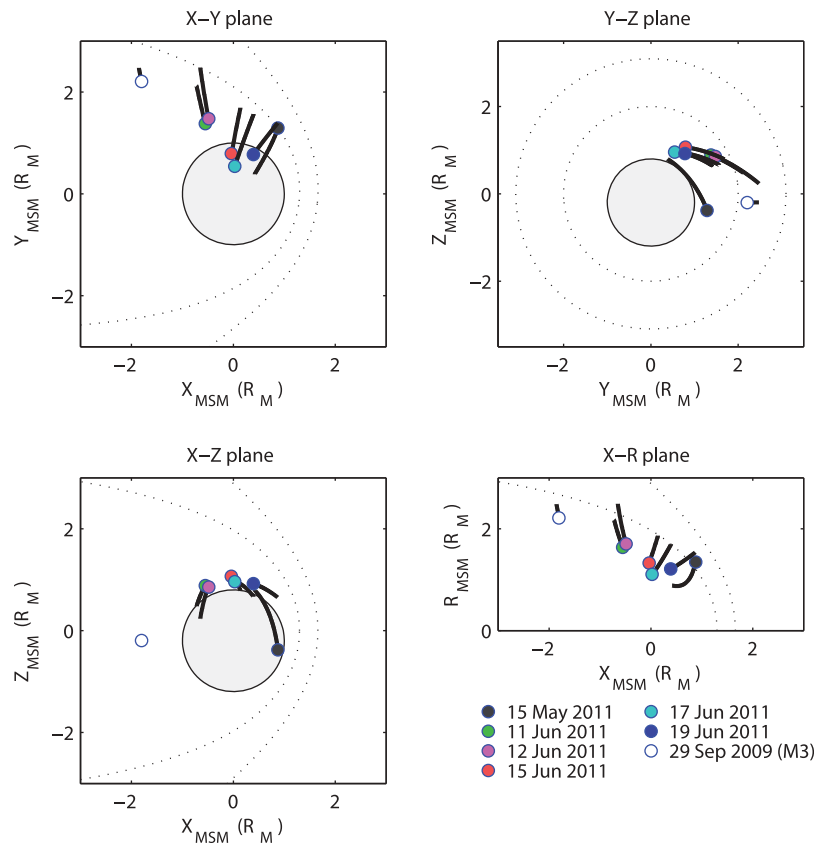 X−Y plane
Y−Z plane
2
0
−2
Y MSM (R M)
−2
0
2
X MSM (R M)
2
0
−2
Z MSM (R M)
−2
0
2
Y MSM (R M)
X−Z plane
X−R plane
2
0
−2
Z MSM (R M)
−2
0
2
X MSM (R M)
2
0
R MSM (R M)
−2
0
2
X MSM (R M)
15 May 2011
11 Jun 2011
12 Jun 2011
15 Jun 2011
17 Jun 2011
19 Jun 2011
29 Sep 2009 (M3)